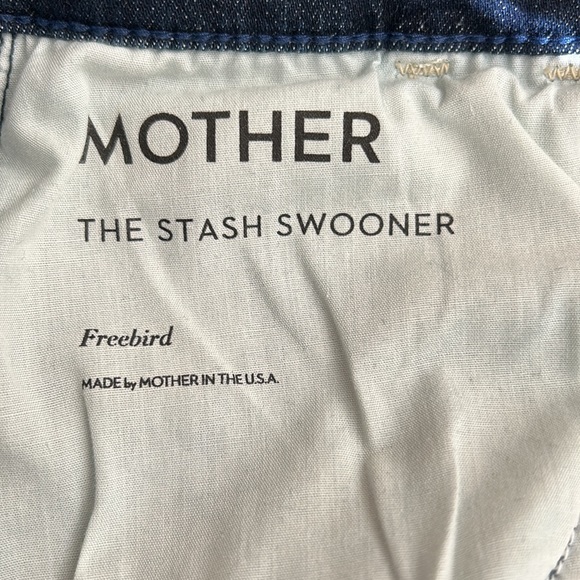 MOTHER
THE STASH SWOONER
Freebird
MADE by MOTHER IN THE U.S.A.